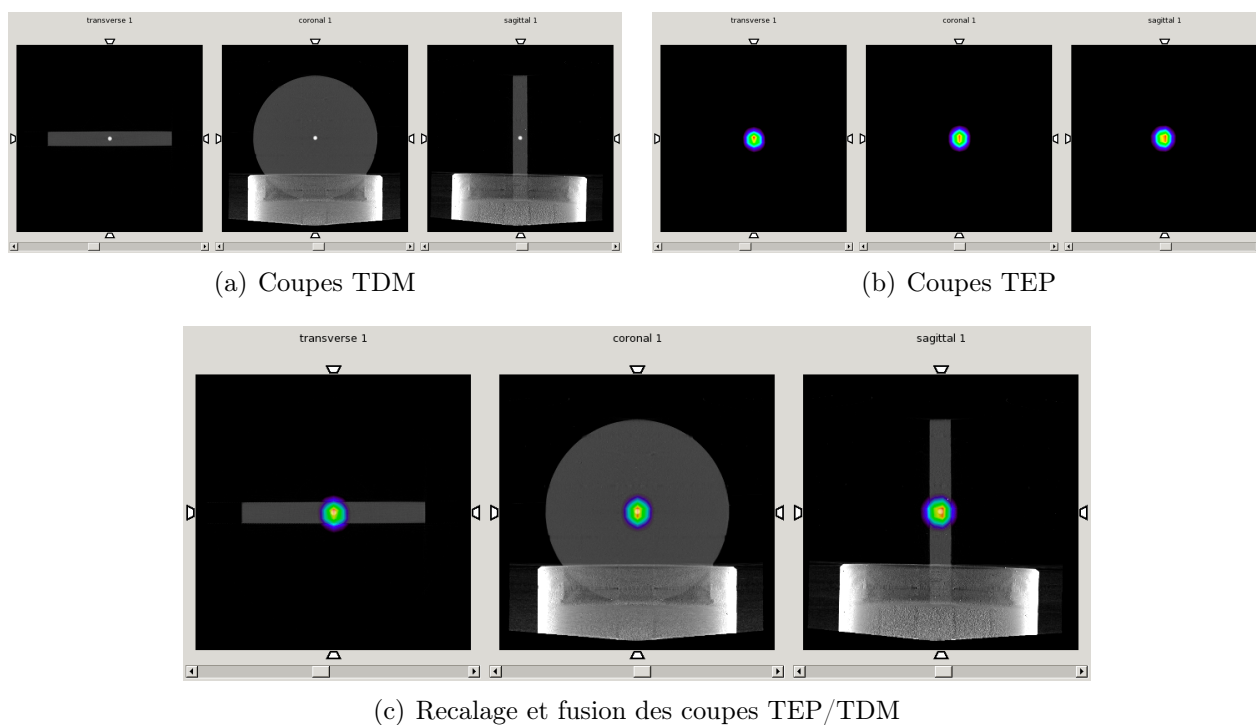 transverse 1
coronal 1
sagittal 1
transverse 1
coronal 1
sagittal 1
(a) Coupes TDM
(b) Coupes TEP
transverse 1
coronal 1
sagittal 1
(c) Recalage et fusion des coupes TEP/TDM